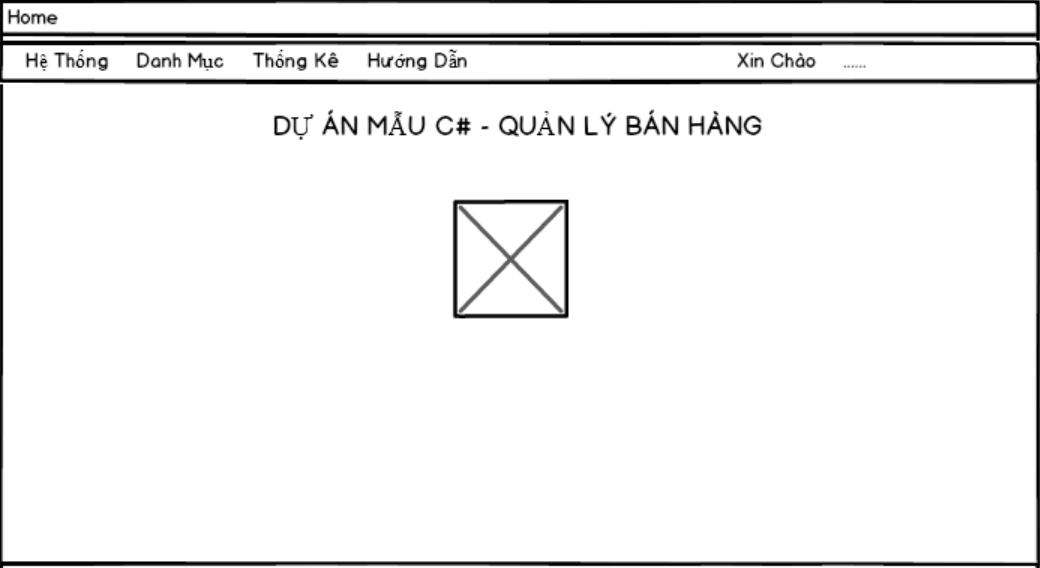 Home
Hệ Thống Danh Mục Thống Kê Hướng Dẫn Xin Chào ......
DỰ ÁN MẪU C# - QUẢN LÝ BÁN HÀNG